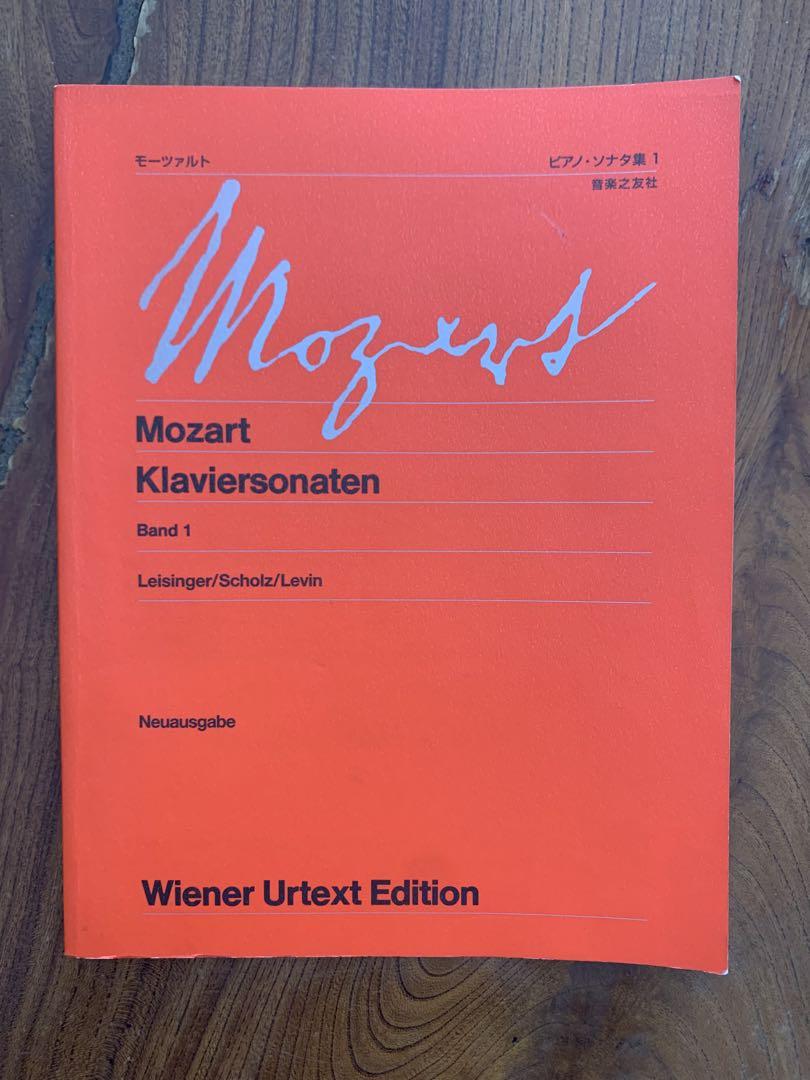 モーツァルト
ピアノ・ソナタ集 1
音楽之友社
Mozart
Mozart
Klaviersonaten
Band 1
Leisinger/Scholz/Levin
Neuausgabe
Wiener Urtext Edition